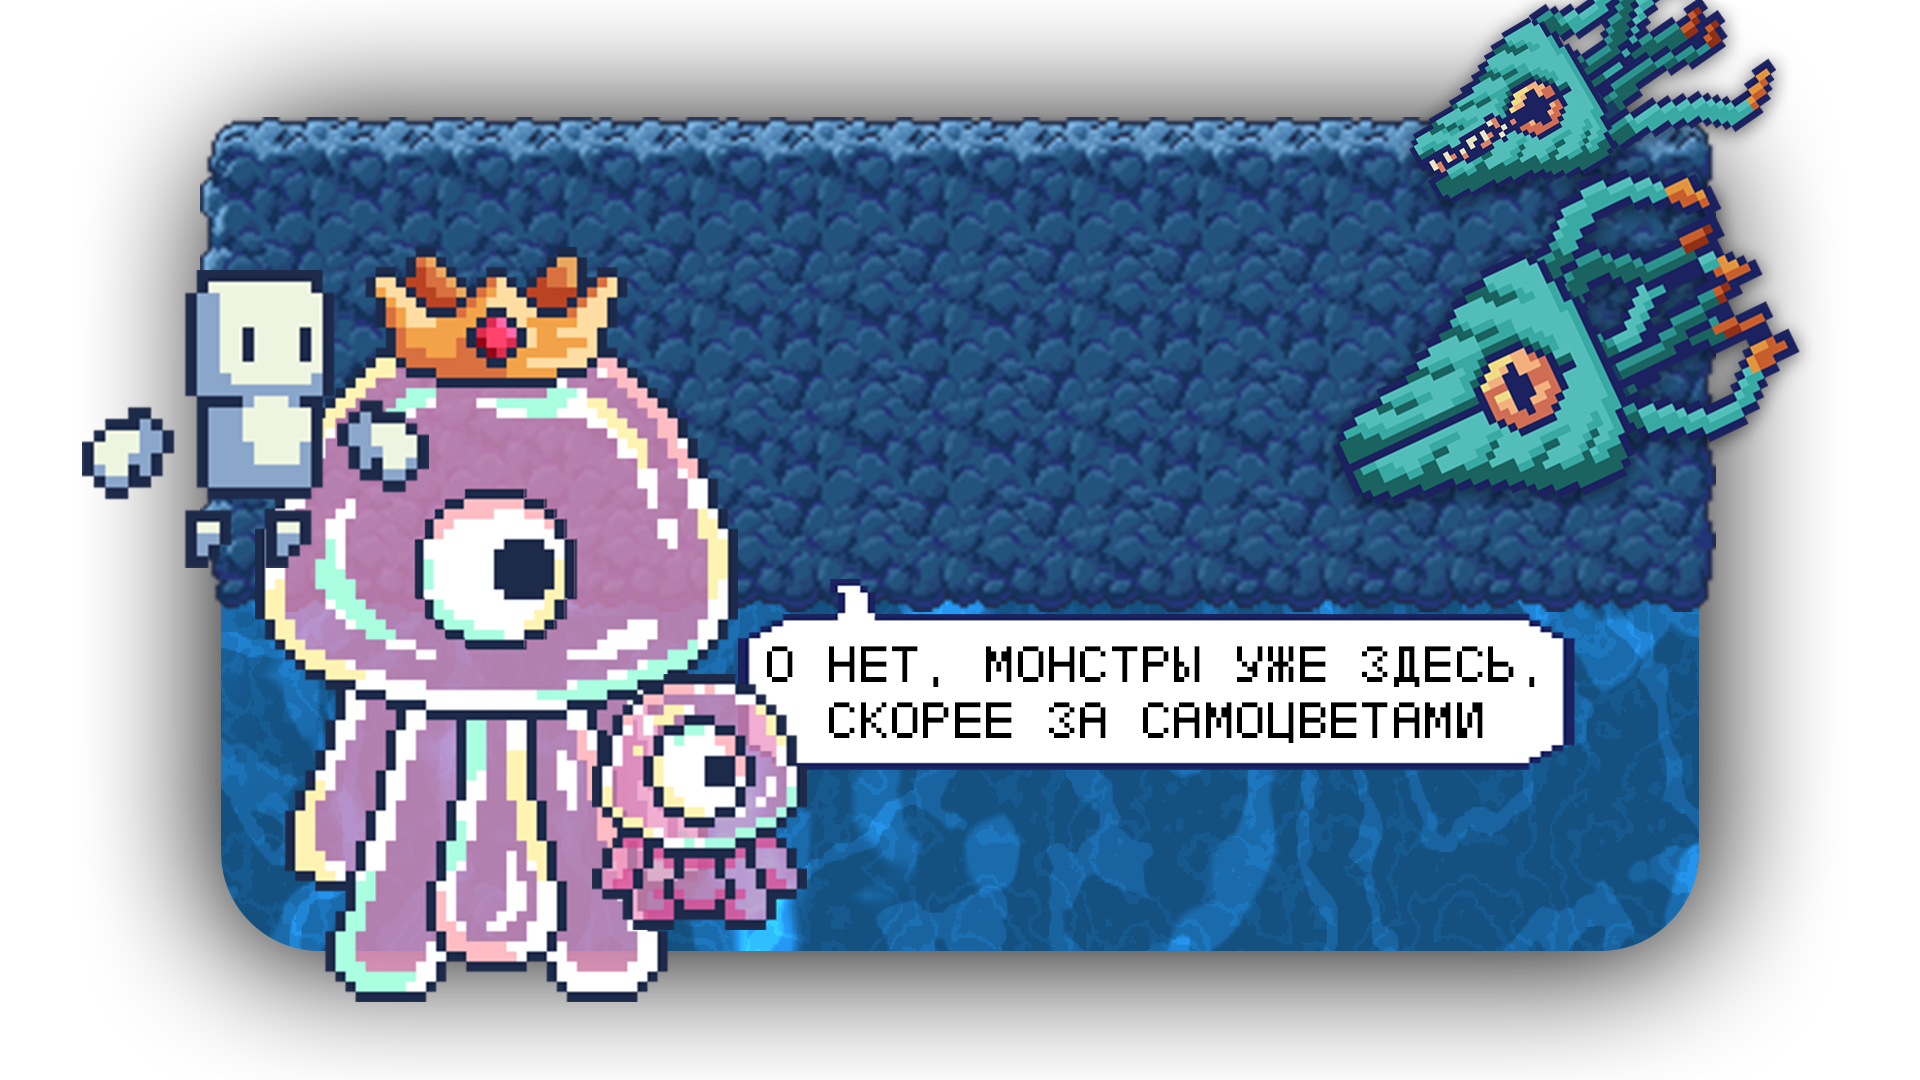 О НЕТ, МОНСТРЫ УЖЕ ЗДЕСЬ,
СКОРЕЕ ЗА САМОЦВЕТАМИ